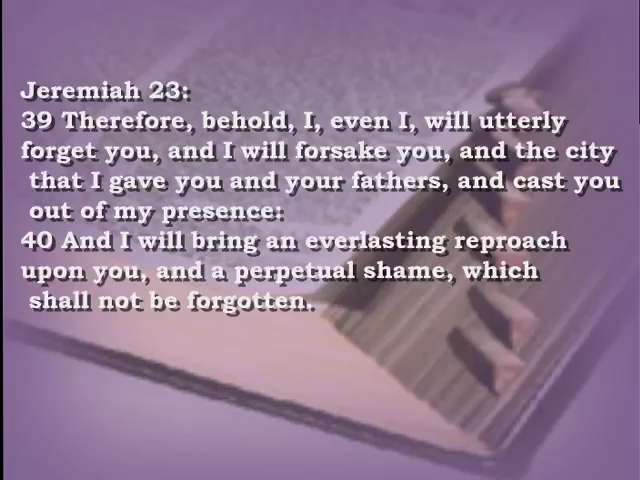 Jeremiah 23:
39 Therefore, behold, I, even I, will utterly
forget you, and I will forsake you, and the city
that I gave you and your fathers, and cast you
out of my presence:
40 And I will bring an everlasting reproach
upon you, and a perpetual shame, which
shall not be forgotten.